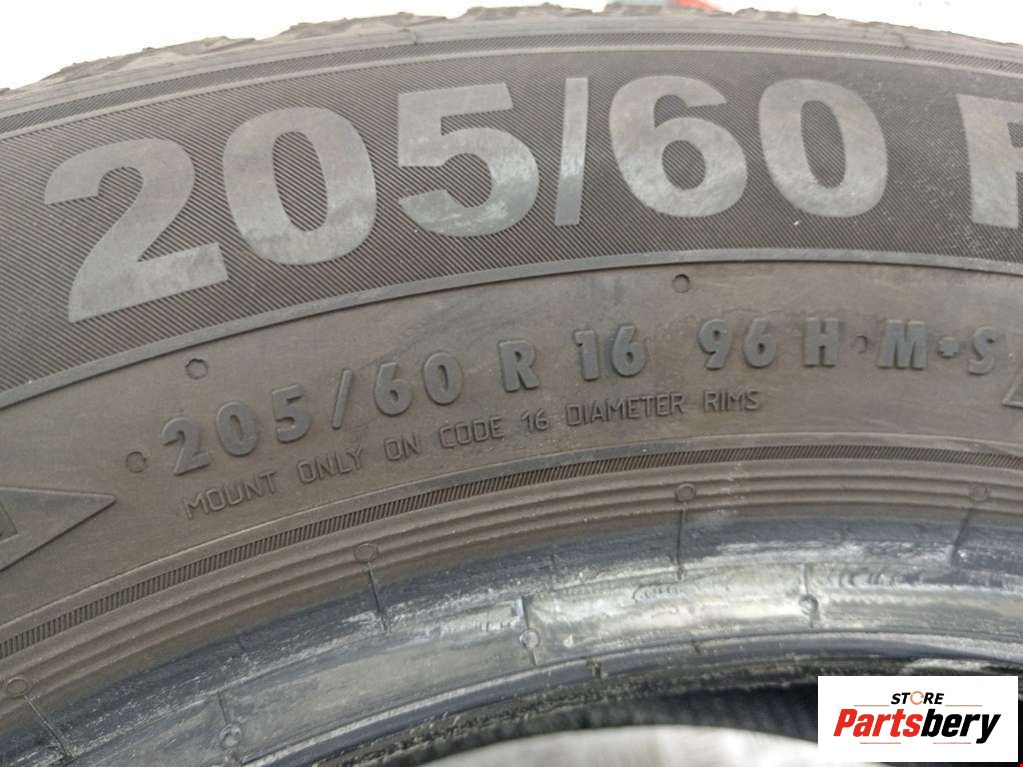 205/60 R
205/60 R 16 96 H M+S
MOUNT ONLY ON CODE 16 DIAMETER RIMS
STORE
Partsbery